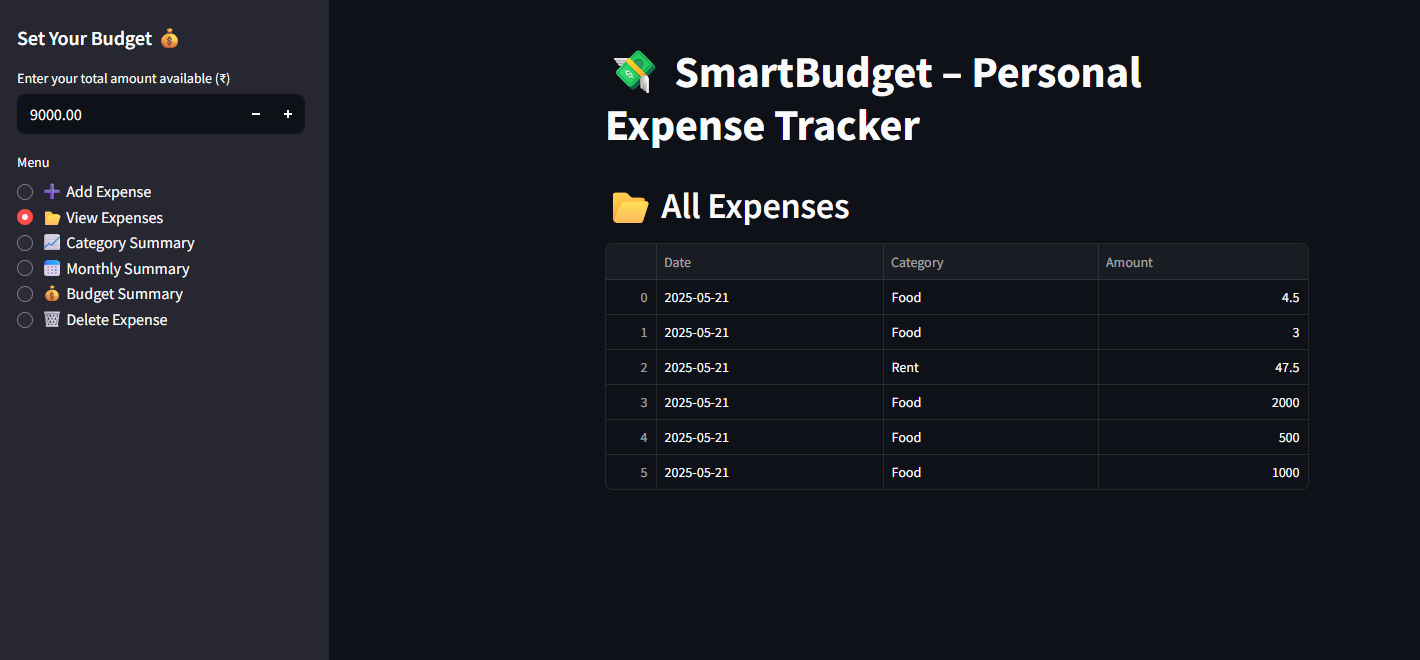 Set Your Budget 💰
Enter your total amount available (₹)
9000.00 − +
Menu
➕ Add Expense
📂 View Expenses
📈 Category Summary
🗓️ Monthly Summary
💰 Budget Summary
🗑️ Delete Expense
💸 SmartBudget – Personal
Expense Tracker
📂 All Expenses
Date Category Amount
0 2025-05-21 Food 4.5
1 2025-05-21 Food 3
2 2025-05-21 Rent 47.5
3 2025-05-21 Food 2000
4 2025-05-21 Food 500
5 2025-05-21 Food 1000